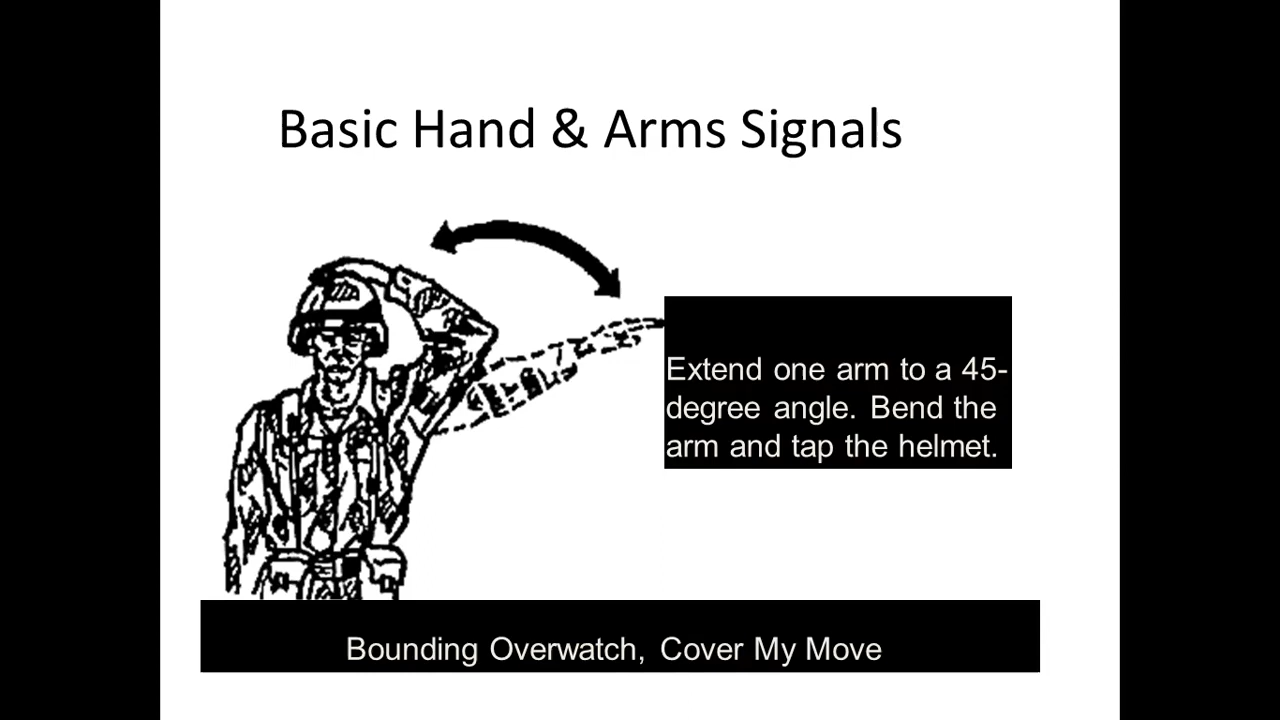 Basic Hand & Arms Signals
Extend one arm to a 45-
degree angle. Bend the
arm and tap the helmet.
Bounding Overwatch, Cover My Move